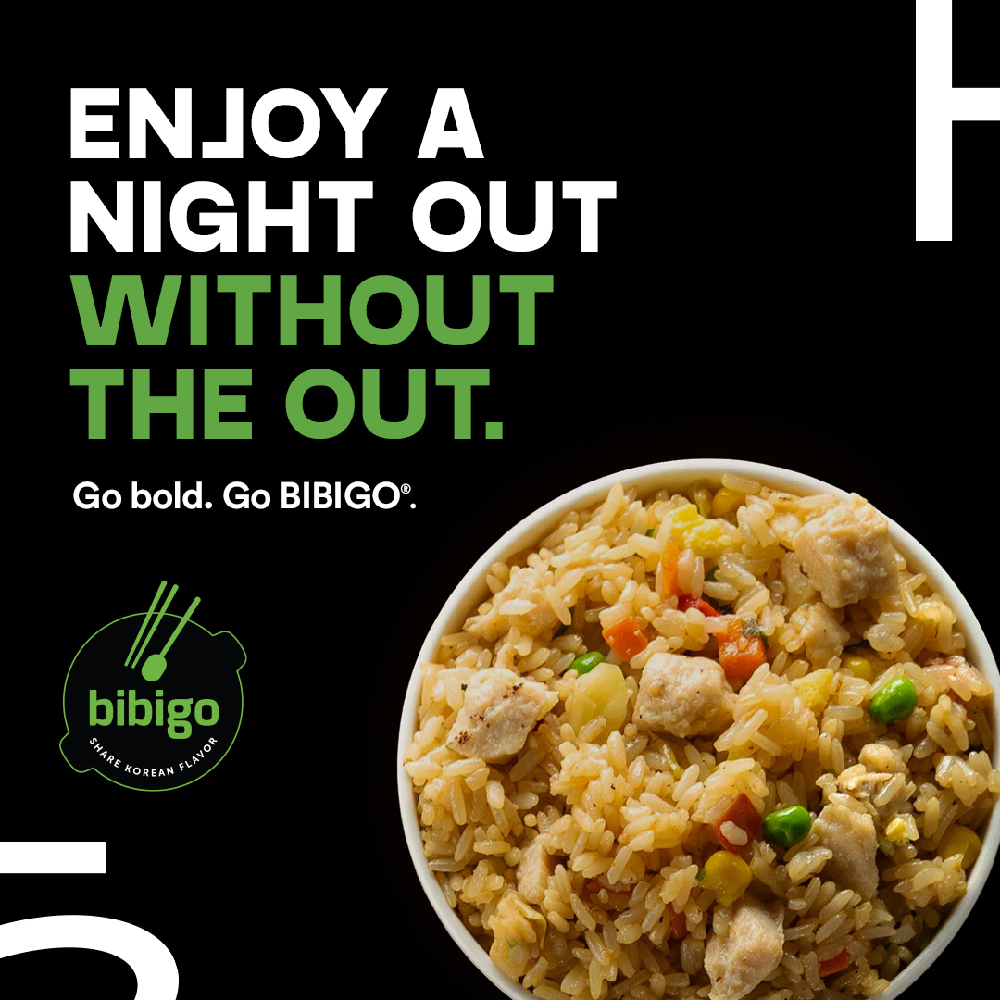 ENJOY A
NIGHT OUT
WITHOUT
THE OUT.
Go bold. Go BIBIGO®.
bibigo
SHARE KOREAN FLAVOR